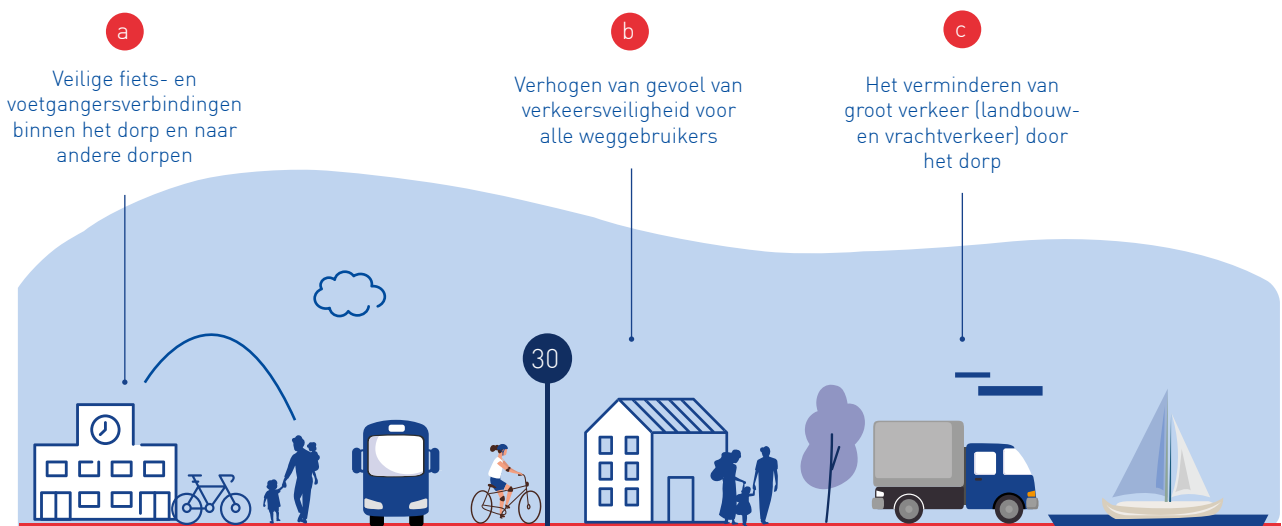 a
Veilige fiets- en
voetgangersverbindingen
binnen het dorp en naar
andere dorpen
b
Verhogen van gevoel van
verkeersveiligheid voor
alle weggebruikers
c
Het verminderen van
groot verkeer (landbouw-
en vrachtverkeer) door
het dorp
30